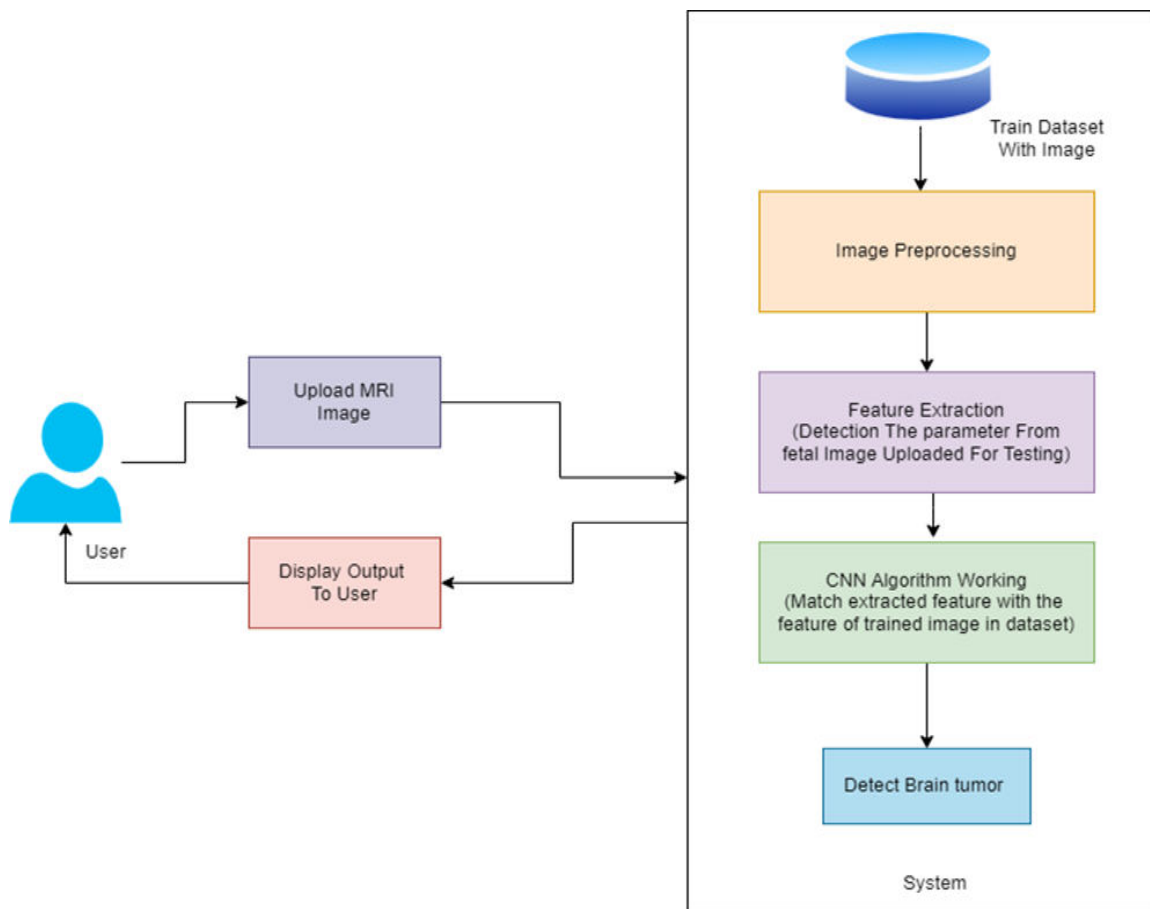 Train Dataset
With Image
Image Preprocessing
Upload MRI
Image
Feature Extraction
(Detection The parameter From
fetal Image Uploaded For Testing)
User
Display Output
To User
CNN Algorithm Working
(Match extracted feature with the
feature of trained image in dataset)
Detect Brain tumor
System